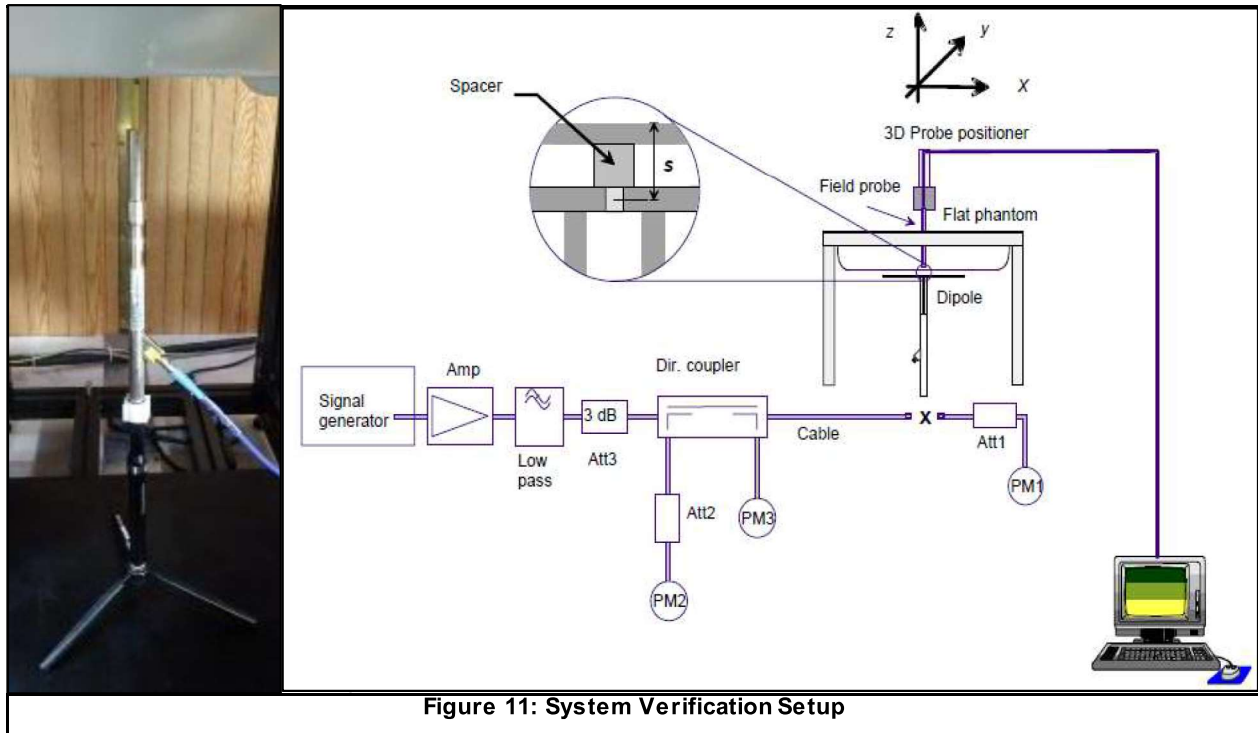 z
y
X
Spacer
s
3D Probe positioner
Field probe
Flat phantom
Dipole
Signal
generator
Amp
Low
pass
3 dB
Att3
Dir. coupler
Cable
X
Att1
PM1
Att2
PM3
PM2
Figure 11: System Verification Setup